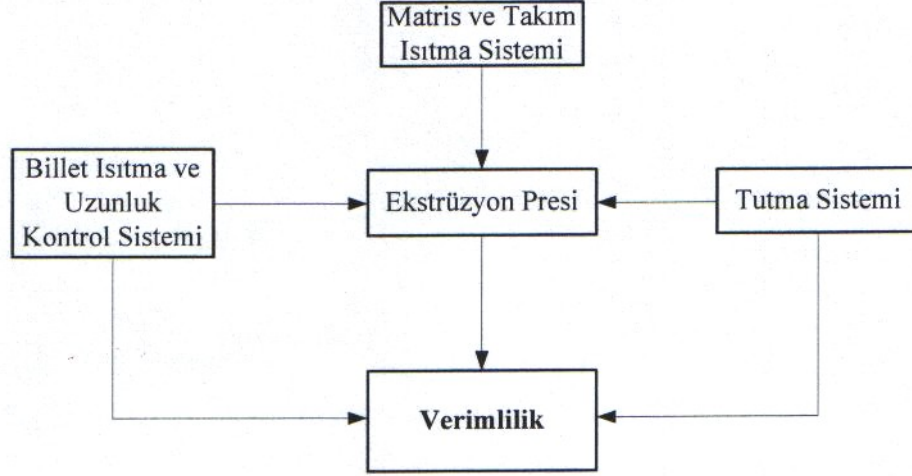 Matris ve Takım
Isıtma Sistemi
Billet Isıtma ve
Uzunluk
Kontrol Sistemi
Ekstrüzyon Presi
Tutma Sistemi
Verimlilik